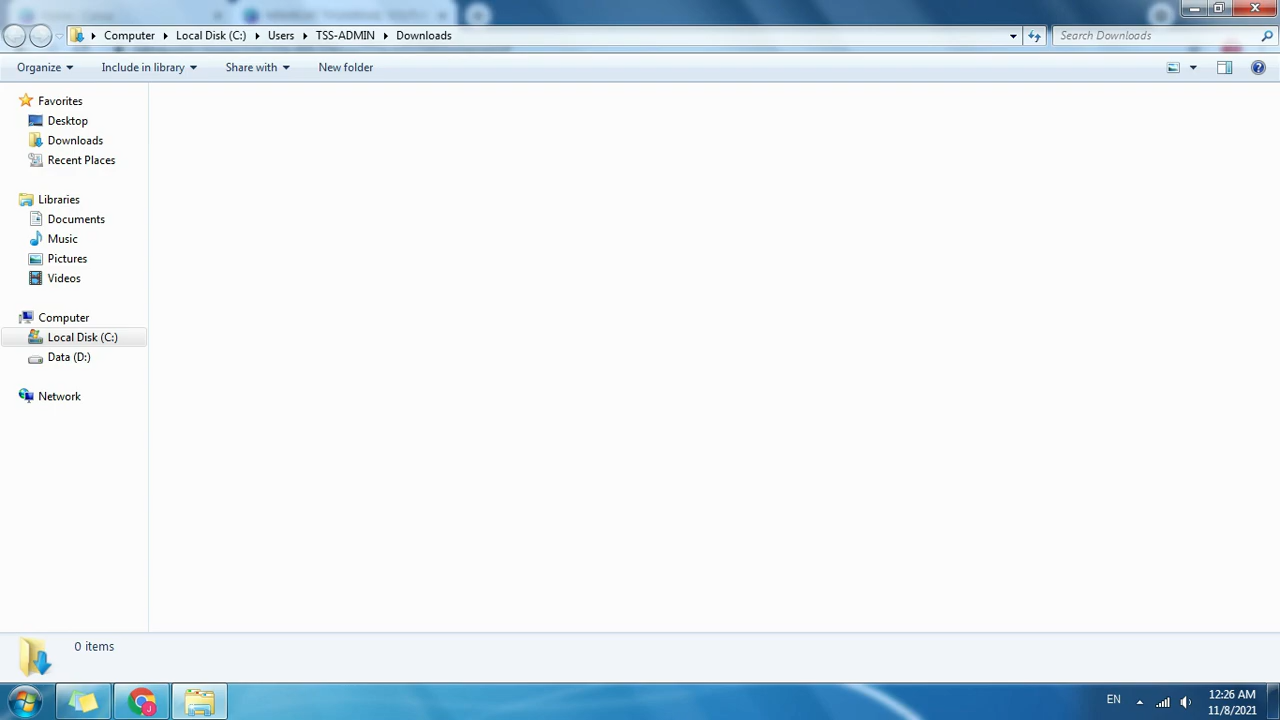 Computer Local Disk (C:) Users TSS-ADMIN Downloads
Search Downloads
Organize Include in library Share with New folder
Favorites
Desktop
Downloads
Recent Places
Libraries
Documents
Music
Pictures
Videos
Computer
Local Disk (C:)
Data (D:)
Network
0 items
EN
12:26 AM
11/8/2021